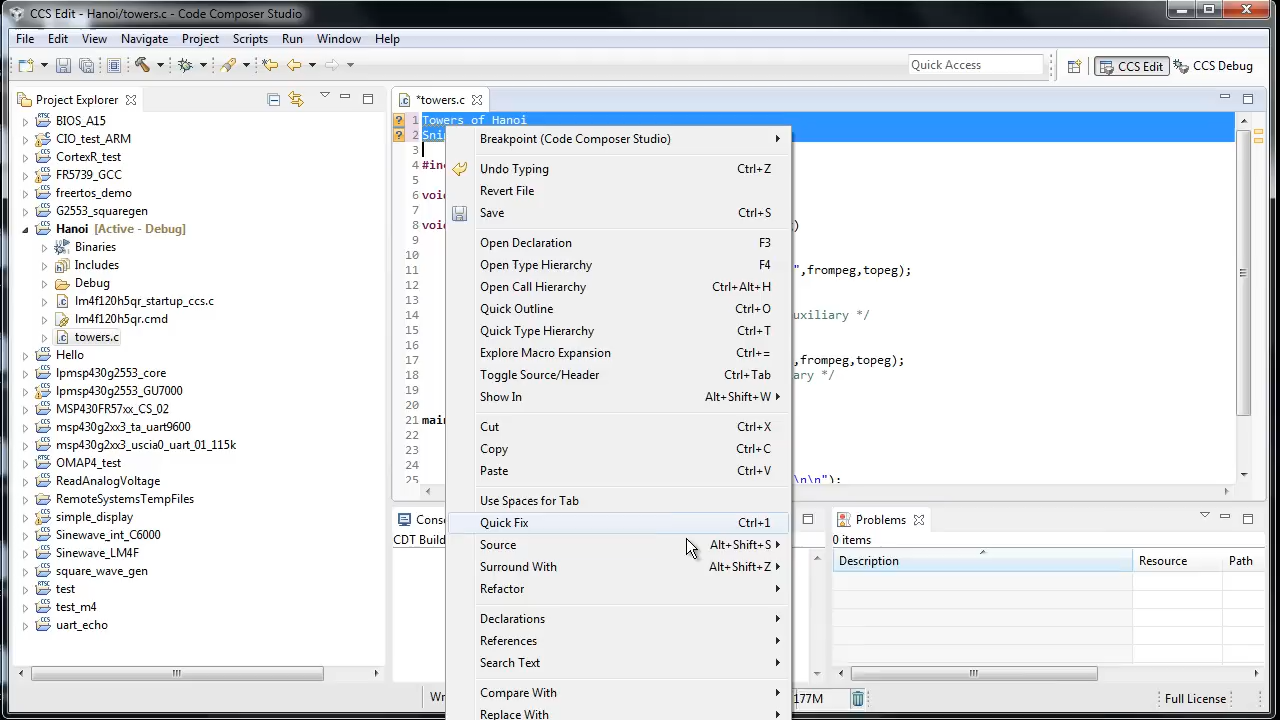 CCS Edit - Hanoi/towers.c - Code Composer Studio
File Edit View Navigate Project Scripts Run Window Help
Quick Access
CCS Edit
CCS Debug
Project Explorer
BIOS_A15
CIO_test_ARM
CortexR_test
FR5739_GCC
freertos_demo
G2553_squaregen
Hanoi [Active - Debug]
Binaries
Includes
Debug
lm4f120h5qr_startup_ccs.c
lm4f120h5qr.cmd
towers.c
Hello
lpmsp430g2553_core
lpmsp430g2553_GU7000
MSP430FR57xx_CS_02
msp430g2xx3_ta_uart9600
msp430g2xx3_uscia0_uart_01_115k
OMAP4_test
ReadAnalogVoltage
RemoteSystemsTempFiles
simple_display
Sinewave_int_C6000
Sinewave_LM4F
square_wave_gen
test
test_m4
uart_echo
*towers.c
1 Towers of Hanoi
2
3
4 #in
5
6 voi
7
8 voi )
9
10
11 ",frompeg,topeg);
12
13
14 uxiliary */
15
16
17 ,frompeg,topeg);
18 ary */
19
20
21 mai
22
23
24
25 \n\n");
Breakpoint (Code Composer Studio)
Undo Typing Ctrl+Z
Revert File
Save Ctrl+S
Open Declaration F3
Open Type Hierarchy F4
Open Call Hierarchy Ctrl+Alt+H
Quick Outline Ctrl+O
Quick Type Hierarchy Ctrl+T
Explore Macro Expansion Ctrl+=
Toggle Source/Header Ctrl+Tab
Show In Alt+Shift+W
Cut Ctrl+X
Copy Ctrl+C
Paste Ctrl+V
Use Spaces for Tab
Quick Fix Ctrl+1
Source Alt+Shift+S
Surround With Alt+Shift+Z
Refactor
Declarations
References
Search Text
Compare With
Replace With
Cons
CDT Build
Problems
0 items
Description Resource Path
Wr
177M
Full License